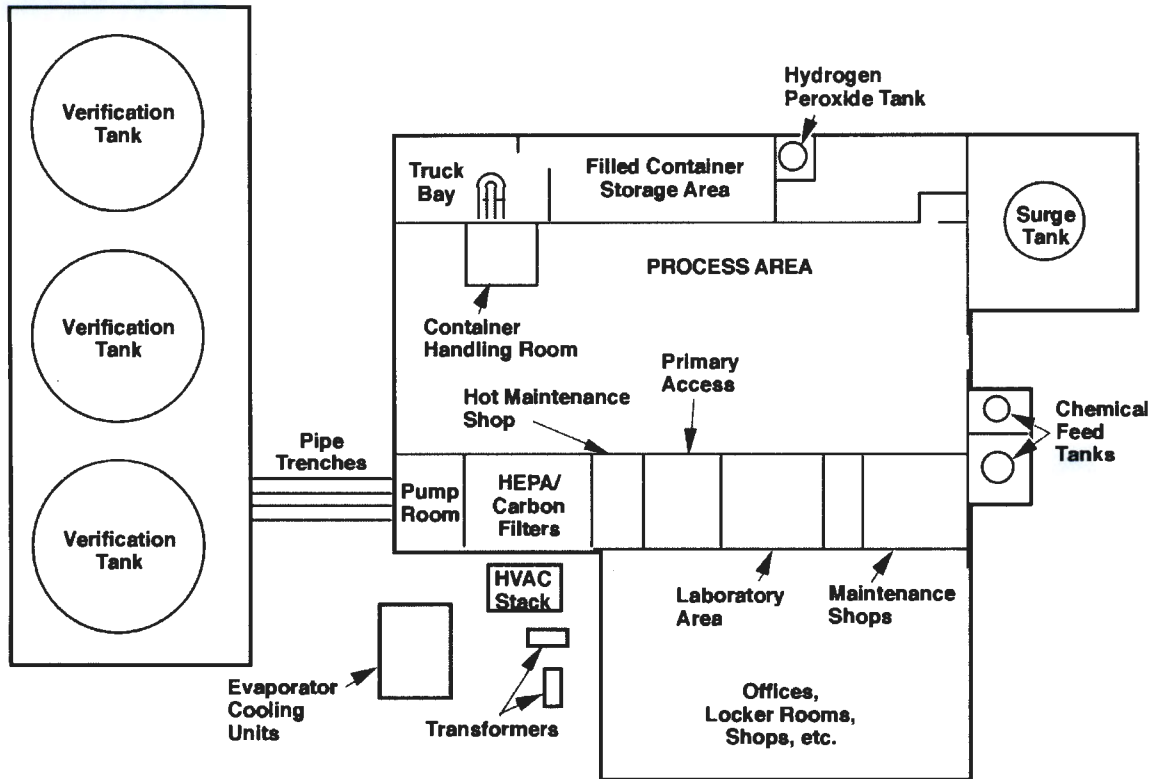 Verification
Tank
Hydrogen
Peroxide Tank
Truck
Bay
Filled Container
Storage Area
Surge
Tank
PROCESS AREA
Verification
Tank
Container
Handling Room
Primary
Access
Hot Maintenance
Shop
Chemical
Feed
Tanks
Pipe
Trenches
Pump
Room
HEPA/
Carbon
Filters
Verification
Tank
HVAC
Stack
Laboratory
Area
Maintenance
Shops
Evaporator
Cooling
Units
Transformers
Offices,
Locker Rooms,
Shops, etc.